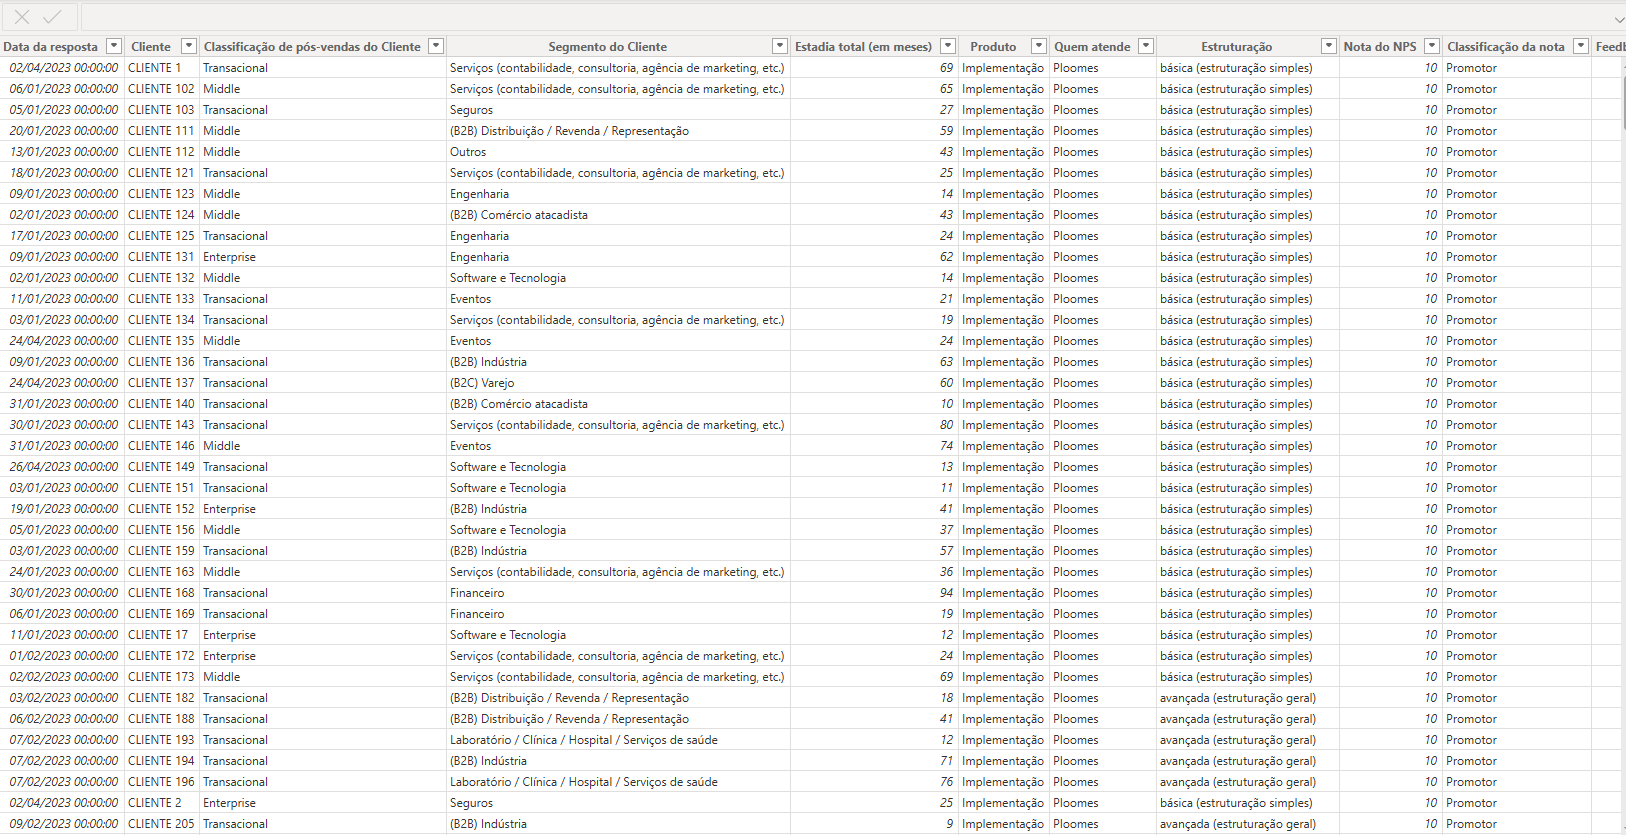 Data da resposta Cliente Classificação de pós-vendas do Cliente Segmento do Cliente Estadia total (em meses) Produto Quem atende Estruturação Nota do NPS Classificação da nota Feedb
02/04/2023 00:00:00 CLIENTE 1 Transacional Serviços (contabilidade, consultoria, agência de marketing, etc.) 69 Implementação Ploomes básica (estruturação simples) 10 Promotor
06/01/2023 00:00:00 CLIENTE 102 Middle Serviços (contabilidade, consultoria, agência de marketing, etc.) 65 Implementação Ploomes básica (estruturação simples) 10 Promotor
05/01/2023 00:00:00 CLIENTE 103 Transacional Seguros 27 Implementação Ploomes básica (estruturação simples) 10 Promotor
20/01/2023 00:00:00 CLIENTE 111 Middle (B2B) Distribuição / Revenda / Representação 59 Implementação Ploomes básica (estruturação simples) 10 Promotor
13/01/2023 00:00:00 CLIENTE 112 Middle Outros 43 Implementação Ploomes básica (estruturação simples) 10 Promotor
18/01/2023 00:00:00 CLIENTE 121 Transacional Serviços (contabilidade, consultoria, agência de marketing, etc.) 25 Implementação Ploomes básica (estruturação simples) 10 Promotor
09/01/2023 00:00:00 CLIENTE 123 Middle Engenharia 14 Implementação Ploomes básica (estruturação simples) 10 Promotor
02/01/2023 00:00:00 CLIENTE 124 Middle (B2B) Comércio atacadista 43 Implementação Ploomes básica (estruturação simples) 10 Promotor
17/01/2023 00:00:00 CLIENTE 125 Transacional Engenharia 24 Implementação Ploomes básica (estruturação simples) 10 Promotor
09/01/2023 00:00:00 CLIENTE 131 Enterprise Engenharia 62 Implementação Ploomes básica (estruturação simples) 10 Promotor
02/01/2023 00:00:00 CLIENTE 132 Middle Software e Tecnologia 14 Implementação Ploomes básica (estruturação simples) 10 Promotor
11/01/2023 00:00:00 CLIENTE 133 Transacional Eventos 21 Implementação Ploomes básica (estruturação simples) 10 Promotor
03/01/2023 00:00:00 CLIENTE 134 Transacional Serviços (contabilidade, consultoria, agência de marketing, etc.) 19 Implementação Ploomes básica (estruturação simples) 10 Promotor
24/04/2023 00:00:00 CLIENTE 135 Middle Eventos 24 Implementação Ploomes básica (estruturação simples) 10 Promotor
09/01/2023 00:00:00 CLIENTE 136 Transacional (B2B) Indústria 63 Implementação Ploomes básica (estruturação simples) 10 Promotor
24/04/2023 00:00:00 CLIENTE 137 Transacional (B2C) Varejo 60 Implementação Ploomes básica (estruturação simples) 10 Promotor
31/01/2023 00:00:00 CLIENTE 140 Transacional (B2B) Comércio atacadista 10 Implementação Ploomes básica (estruturação simples) 10 Promotor
30/01/2023 00:00:00 CLIENTE 143 Transacional Serviços (contabilidade, consultoria, agência de marketing, etc.) 80 Implementação Ploomes básica (estruturação simples) 10 Promotor
31/01/2023 00:00:00 CLIENTE 146 Middle Eventos 74 Implementação Ploomes básica (estruturação simples) 10 Promotor
26/04/2023 00:00:00 CLIENTE 149 Transacional Software e Tecnologia 13 Implementação Ploomes básica (estruturação simples) 10 Promotor
03/01/2023 00:00:00 CLIENTE 151 Transacional Software e Tecnologia 11 Implementação Ploomes básica (estruturação simples) 10 Promotor
19/01/2023 00:00:00 CLIENTE 152 Enterprise (B2B) Indústria 41 Implementação Ploomes básica (estruturação simples) 10 Promotor
05/01/2023 00:00:00 CLIENTE 156 Middle Software e Tecnologia 37 Implementação Ploomes básica (estruturação simples) 10 Promotor
03/01/2023 00:00:00 CLIENTE 159 Transacional (B2B) Indústria 57 Implementação Ploomes básica (estruturação simples) 10 Promotor
24/01/2023 00:00:00 CLIENTE 163 Middle Serviços (contabilidade, consultoria, agência de marketing, etc.) 36 Implementação Ploomes básica (estruturação simples) 10 Promotor
30/01/2023 00:00:00 CLIENTE 168 Transacional Financeiro 94 Implementação Ploomes básica (estruturação simples) 10 Promotor
06/01/2023 00:00:00 CLIENTE 169 Transacional Financeiro 19 Implementação Ploomes básica (estruturação simples) 10 Promotor
11/01/2023 00:00:00 CLIENTE 17 Enterprise Software e Tecnologia 12 Implementação Ploomes básica (estruturação simples) 10 Promotor
01/02/2023 00:00:00 CLIENTE 172 Enterprise Serviços (contabilidade, consultoria, agência de marketing, etc.) 24 Implementação Ploomes básica (estruturação simples) 10 Promotor
02/02/2023 00:00:00 CLIENTE 173 Middle Serviços (contabilidade, consultoria, agência de marketing, etc.) 69 Implementação Ploomes básica (estruturação simples) 10 Promotor
03/02/2023 00:00:00 CLIENTE 182 Transacional (B2B) Distribuição / Revenda / Representação 18 Implementação Ploomes avançada (estruturação geral) 10 Promotor
06/02/2023 00:00:00 CLIENTE 188 Transacional (B2B) Distribuição / Revenda / Representação 41 Implementação Ploomes avançada (estruturação geral) 10 Promotor
07/02/2023 00:00:00 CLIENTE 193 Transacional Laboratório / Clínica / Hospital / Serviços de saúde 12 Implementação Ploomes avançada (estruturação geral) 10 Promotor
07/02/2023 00:00:00 CLIENTE 194 Transacional (B2B) Indústria 71 Implementação Ploomes avançada (estruturação geral) 10 Promotor
07/02/2023 00:00:00 CLIENTE 196 Transacional Laboratório / Clínica / Hospital / Serviços de saúde 76 Implementação Ploomes avançada (estruturação geral) 10 Promotor
02/04/2023 00:00:00 CLIENTE 2 Enterprise Seguros 25 Implementação Ploomes básica (estruturação simples) 10 Promotor
09/02/2023 00:00:00 CLIENTE 205 Transacional (B2B) Indústria 9 Implementação Ploomes avançada (estruturação geral) 10 Promotor